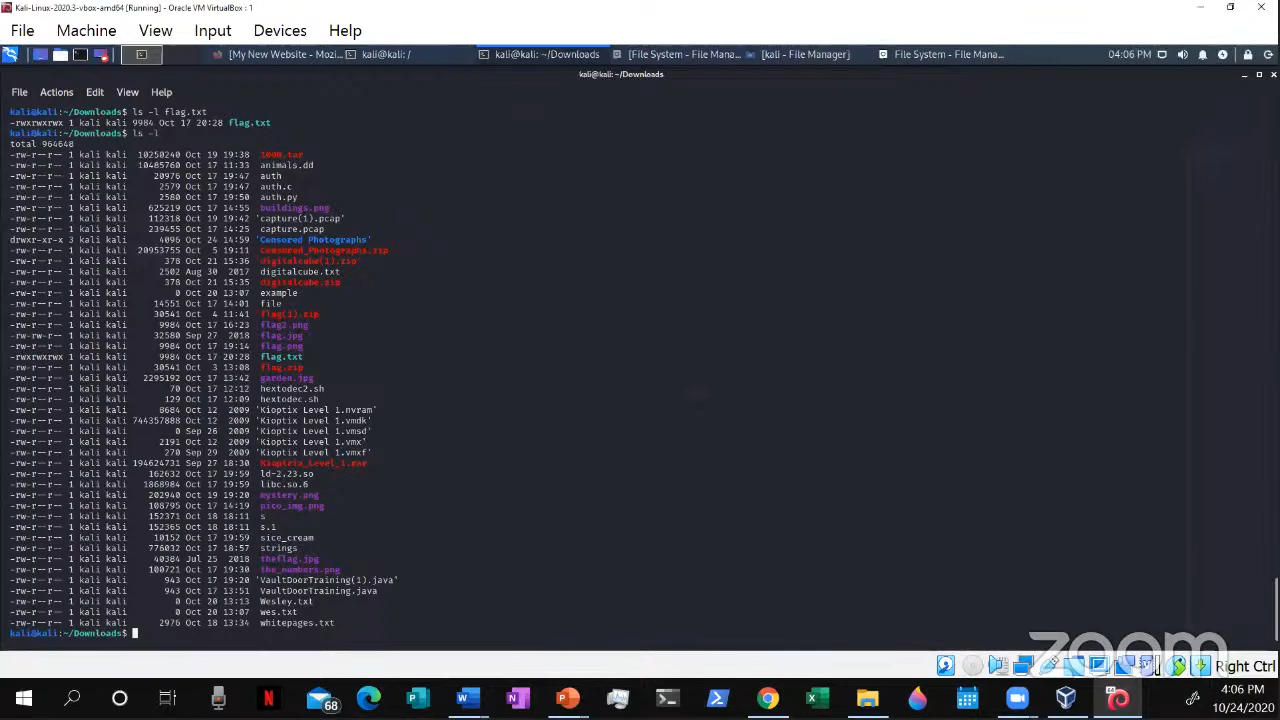 Kali-Linux-2020.3-vbox-amd64 [Running] - Oracle VM VirtualBox : 1
File Machine View Input Devices Help
[My New Website - Mozi... kali@kali: / kali@kali: ~/Downloads [File System - File Mana... [kali - File Manager] File System - File Mana... 04:06 PM
kali@kali: ~/Downloads
File Actions Edit View Help
kali@kali:~/Downloads$ ls -l flag.txt
-rwxrwxrwx 1 kali kali 9984 Oct 17 20:28 flag.txt
kali@kali:~/Downloads$ ls -l
total 964648
-rw-r--r-- 1 kali kali 10250240 Oct 19 19:38 1000.tar
-rw-r--r-- 1 kali kali 10485760 Oct 17 11:33 animals.dd
-rw-r--r-- 1 kali kali 20976 Oct 17 19:47 auth
-rw-r--r-- 1 kali kali 2579 Oct 17 19:47 auth.c
-rw-r--r-- 1 kali kali 2580 Oct 17 19:50 auth.py
-rw-r--r-- 1 kali kali 625219 Oct 17 14:55 buildings.png
-rw-r--r-- 1 kali kali 112318 Oct 19 19:42 'capture(1).pcap'
-rw-r--r-- 1 kali kali 239455 Oct 17 14:25 capture.pcap
drwxr-xr-x 3 kali kali 4096 Oct 24 14:59 'Censored Photographs'
-rw-r--r-- 1 kali kali 20953755 Oct 5 19:11 Censored_Photographs.zip
-rw-r--r-- 1 kali kali 378 Oct 21 15:36 'digitalcube(1).zip'
-rw-r--r-- 1 kali kali 2502 Aug 30 2017 digitalcube.txt
-rw-r--r-- 1 kali kali 378 Oct 21 15:35 digitalcube.zip
-rw-r--r-- 1 kali kali 0 Oct 20 13:07 example
-rw-r--r-- 1 kali kali 14551 Oct 17 14:01 file
-rw-r--r-- 1 kali kali 30541 Oct 4 11:41 'flag(1).zip'
-rw-r--r-- 1 kali kali 9984 Oct 17 16:23 flag2.png
-rw-rw-r-- 1 kali kali 32580 Sep 27 2018 flag.jpg
-rw-r--r-- 1 kali kali 9984 Oct 17 19:14 flag.png
-rwxrwxrwx 1 kali kali 9984 Oct 17 20:28 flag.txt
-rw-r--r-- 1 kali kali 30541 Oct 3 13:08 flag.zip
-rw-r--r-- 1 kali kali 2295192 Oct 17 13:42 garden.jpg
-rw-r--r-- 1 kali kali 70 Oct 17 12:12 hextodec2.sh
-rw-r--r-- 1 kali kali 129 Oct 17 12:09 hextodec.sh
-rw-r--r-- 1 kali kali 8684 Oct 12 2009 'Kioptix Level 1.nvram'
-rw-r--r-- 1 kali kali 744357888 Oct 12 2009 'Kioptix Level 1.vmdk'
-rw-r--r-- 1 kali kali 0 Sep 26 2009 'Kioptix Level 1.vmsd'
-rw-r--r-- 1 kali kali 2191 Oct 12 2009 'Kioptix Level 1.vmx'
-rw-r--r-- 1 kali kali 270 Sep 29 2009 'Kioptix Level 1.vmxf'
-rw-r--r-- 1 kali kali 194624731 Sep 27 18:30 Kioptrix_Level_1.rar
-rw-r--r-- 1 kali kali 162632 Oct 17 19:59 ld-2.23.so
-rw-r--r-- 1 kali kali 1868984 Oct 17 19:59 libc.so.6
-rw-r--r-- 1 kali kali 202940 Oct 19 19:20 mystery.png
-rw-r--r-- 1 kali kali 108795 Oct 17 14:19 pico_img.png
-rw-r--r-- 1 kali kali 152371 Oct 18 18:11 s
-rw-r--r-- 1 kali kali 152365 Oct 18 18:11 s.1
-rw-r--r-- 1 kali kali 10152 Oct 17 19:59 sice_cream
-rw-r--r-- 1 kali kali 776032 Oct 17 18:57 strings
-rw-r--r-- 1 kali kali 40384 Jul 25 2018 theflag.jpg
-rw-r--r-- 1 kali kali 100721 Oct 17 19:30 the_numbers.png
-rw-r--r-- 1 kali kali 943 Oct 17 19:20 'VaultDoorTraining(1).java'
-rw-r--r-- 1 kali kali 943 Oct 17 13:51 VaultDoorTraining.java
-rw-r--r-- 1 kali kali 0 Oct 20 13:13 Wesley.txt
-rw-r--r-- 1 kali kali 0 Oct 20 13:07 wes.txt
-rw-r--r-- 1 kali kali 2976 Oct 18 13:34 whitepages.txt
kali@kali:~/Downloads$
zoom
Right Ctrl
68
4:06 PM
10/24/2020